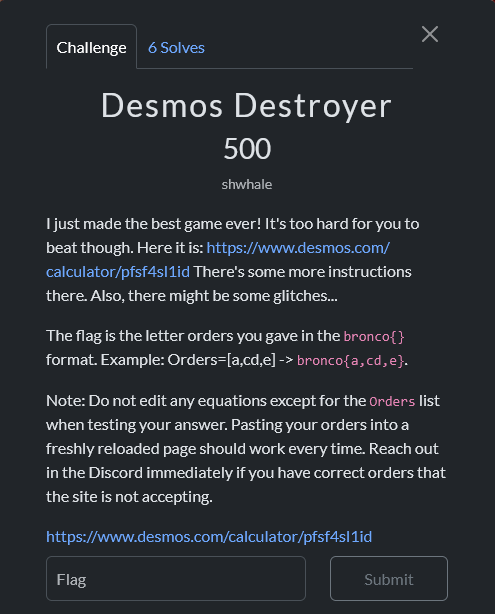 Challenge
6 Solves
Desmos Destroyer
500
shwhale
I just made the best game ever! It's too hard for you to
beat though. Here it is: https://www.desmos.com/
calculator/pfsf4sl1id There's some more instructions
there. Also, there might be some glitches...
The flag is the letter orders you gave in the bronco{}
format. Example: Orders=[a,cd,e] -> bronco{a,cd,e}.
Note: Do not edit any equations except for the Orders list
when testing your answer. Pasting your orders into a
freshly reloaded page should work every time. Reach out
in the Discord immediately if you have correct orders that
the site is not accepting.
https://www.desmos.com/calculator/pfsf4sl1id
Flag
Submit